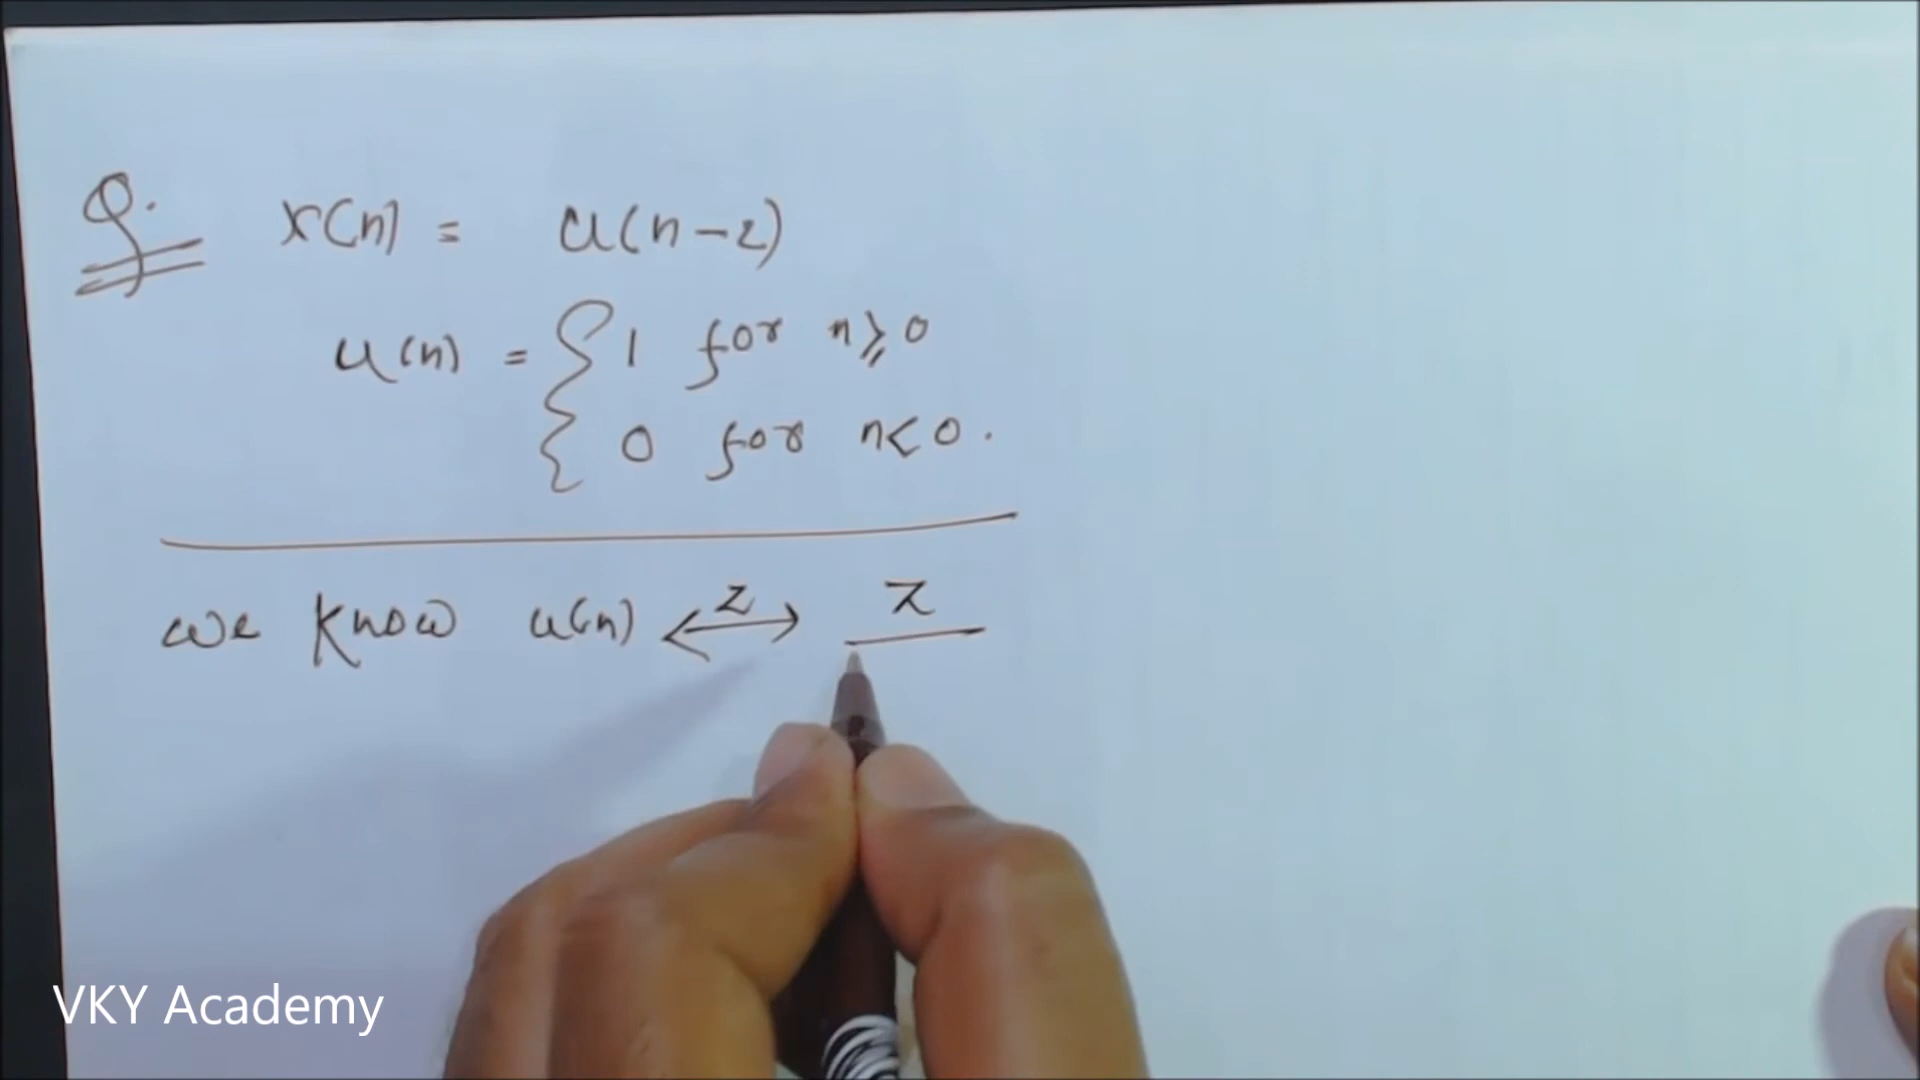 Q. x(n) = u(n-2)
u(n) = { 1 for n≥0
{ 0 for n<0.
we know u(n) ⟷ z z
VKY Academy